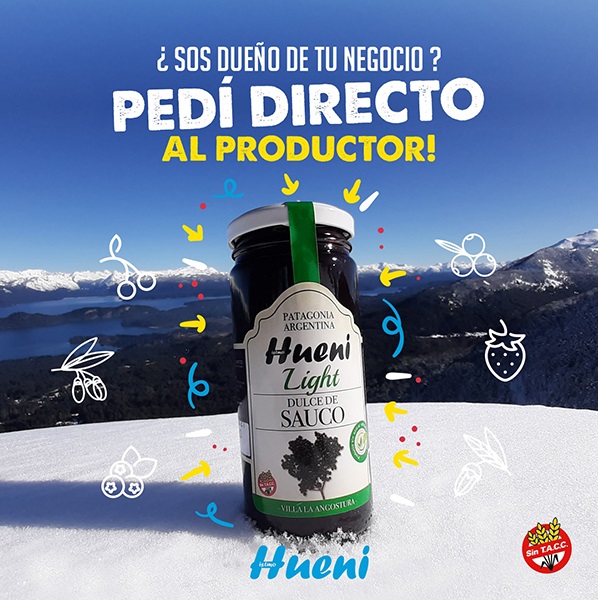 ¿ SOS DUEÑO DE TU NEGOCIO ?
PEDÍ DIRECTO
AL PRODUCTOR!
PATAGONIA
ARGENTINA
Hueni
Light
DULCE DE
SAUCO
Sin T.A.C.C.
- VILLA LA ANGOSTURA -
Hueni
Sin T.A.C.C.